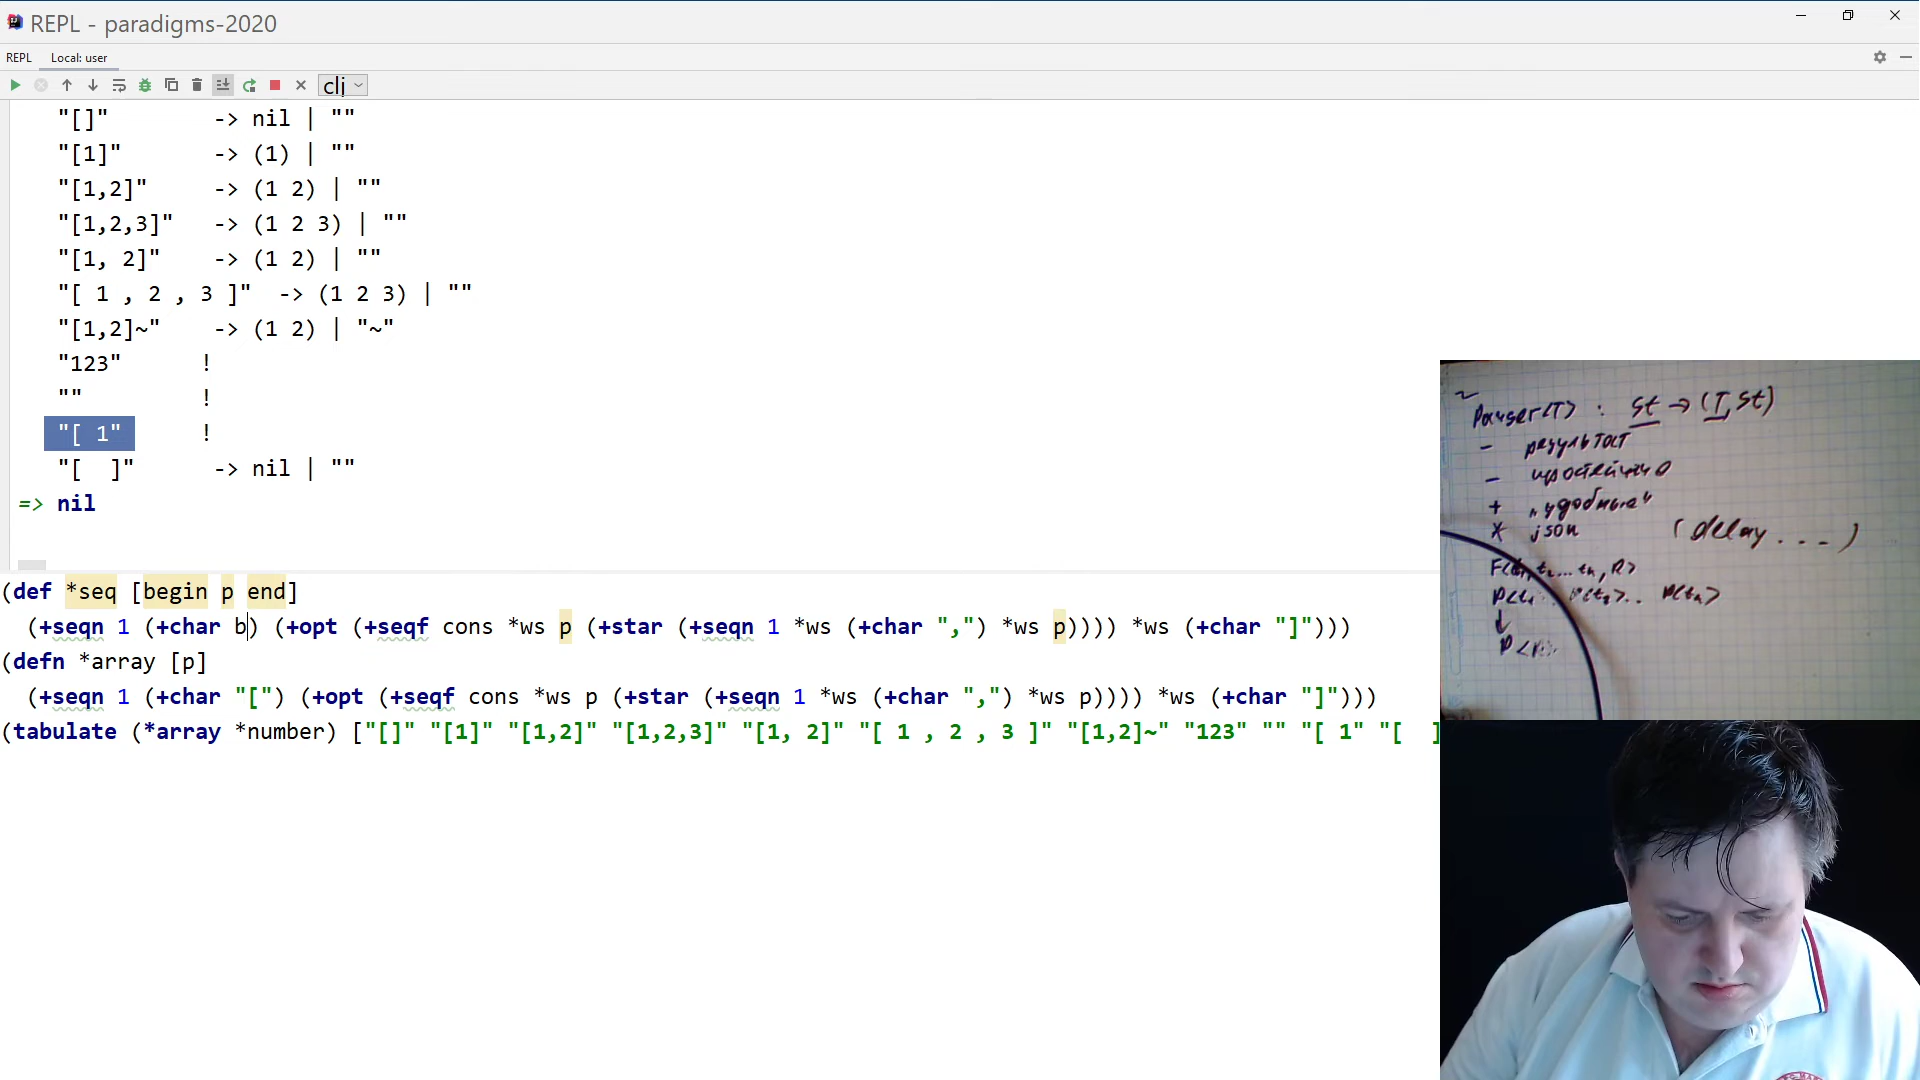 REPL - paradigms-2020
REPL Local: user
clj
"[]" -> nil | ""
"[1]" -> (1) | ""
"[1,2]" -> (1 2) | ""
"[1,2,3]" -> (1 2 3) | ""
"[1, 2]" -> (1 2) | ""
"[ 1 , 2 , 3 ]" -> (1 2 3) | ""
"[1,2]~" -> (1 2) | "~"
"123" !
"" !
"[ 1" !
"[  ]" -> nil | ""
=> nil
(def *seq [begin p end]
(+seqn 1 (+char b) (+opt (+seqf cons *ws p (+star (+seqn 1 *ws (+char ",") *ws p)))) *ws (+char "]")))
(defn *array [p]
(+seqn 1 (+char "[") (+opt (+seqf cons *ws p (+star (+seqn 1 *ws (+char ",") *ws p)))) *ws (+char "]")))
(tabulate (*array *number) ["[]" "[1]" "[1,2]" "[1,2,3]" "[1, 2]" "[ 1 , 2 , 3 ]" "[1,2]~" "123" "" "[ 1" "[  ]
Parser(T) : St -> (T, St)
- результат
-
+ „удобные"
* json (delay . . . )